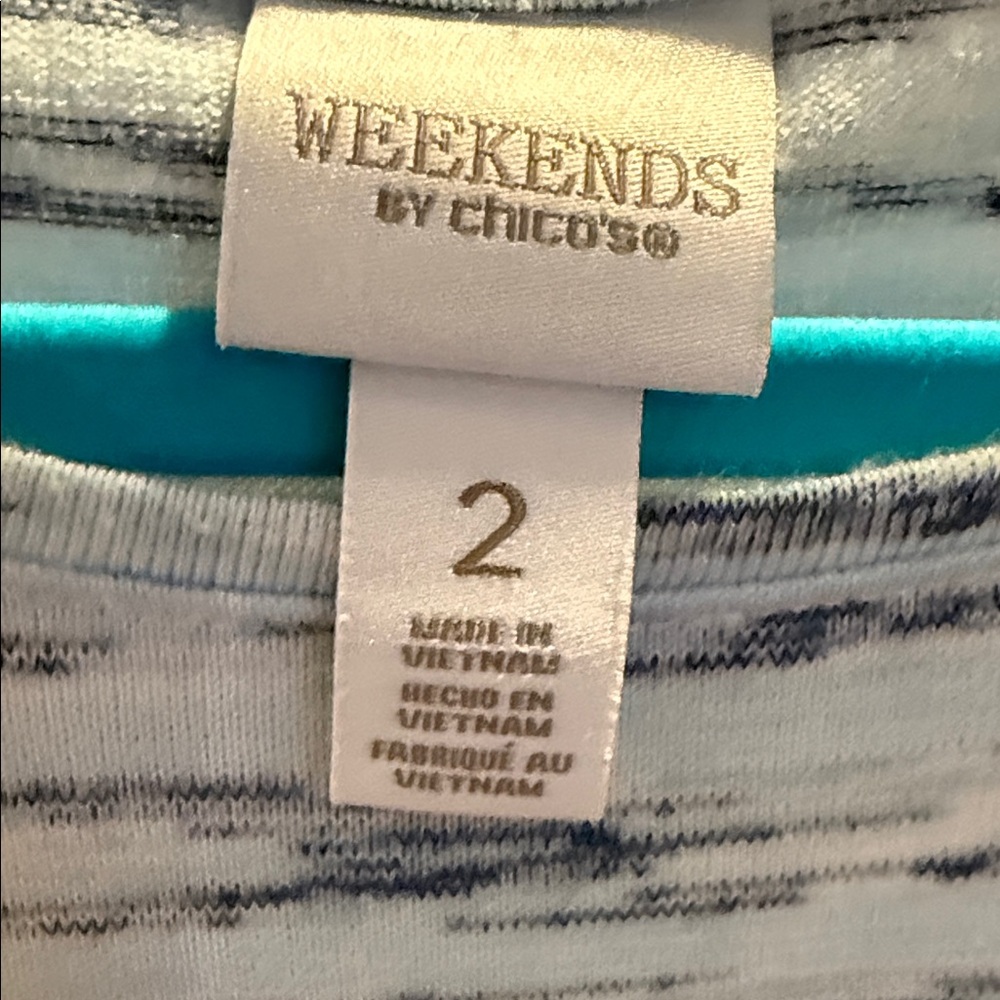 WEEKENDS
BY chico's®
2
MADE IN
VIETNAM
HECHO EN
VIETNAM
FABRIQUÉ AU
VIETNAM